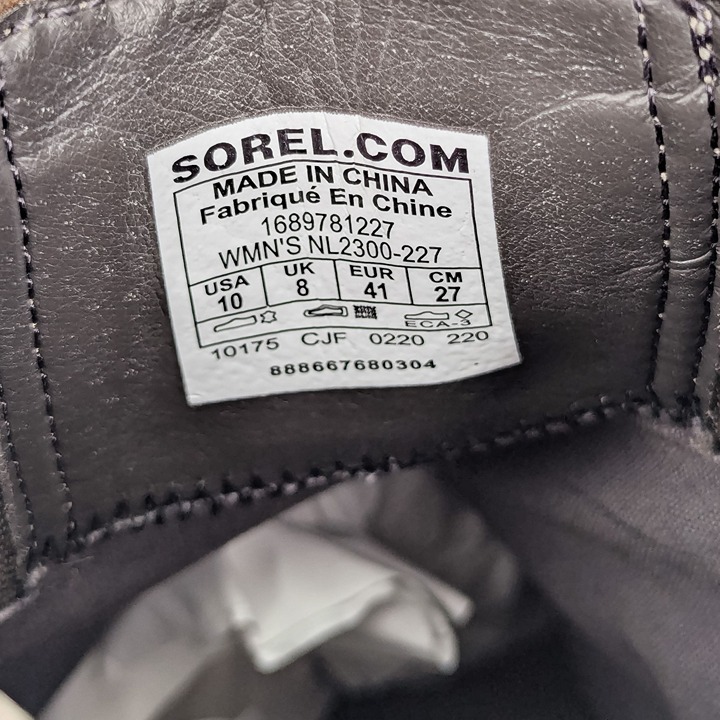 SOREL.COM
MADE IN CHINA
Fabriqué En Chine
1689781227
WMN'S NL2300-227
USA UK EUR CM
10 8 41 27
ECA-3
10175 CJF 0220 220
888667680304